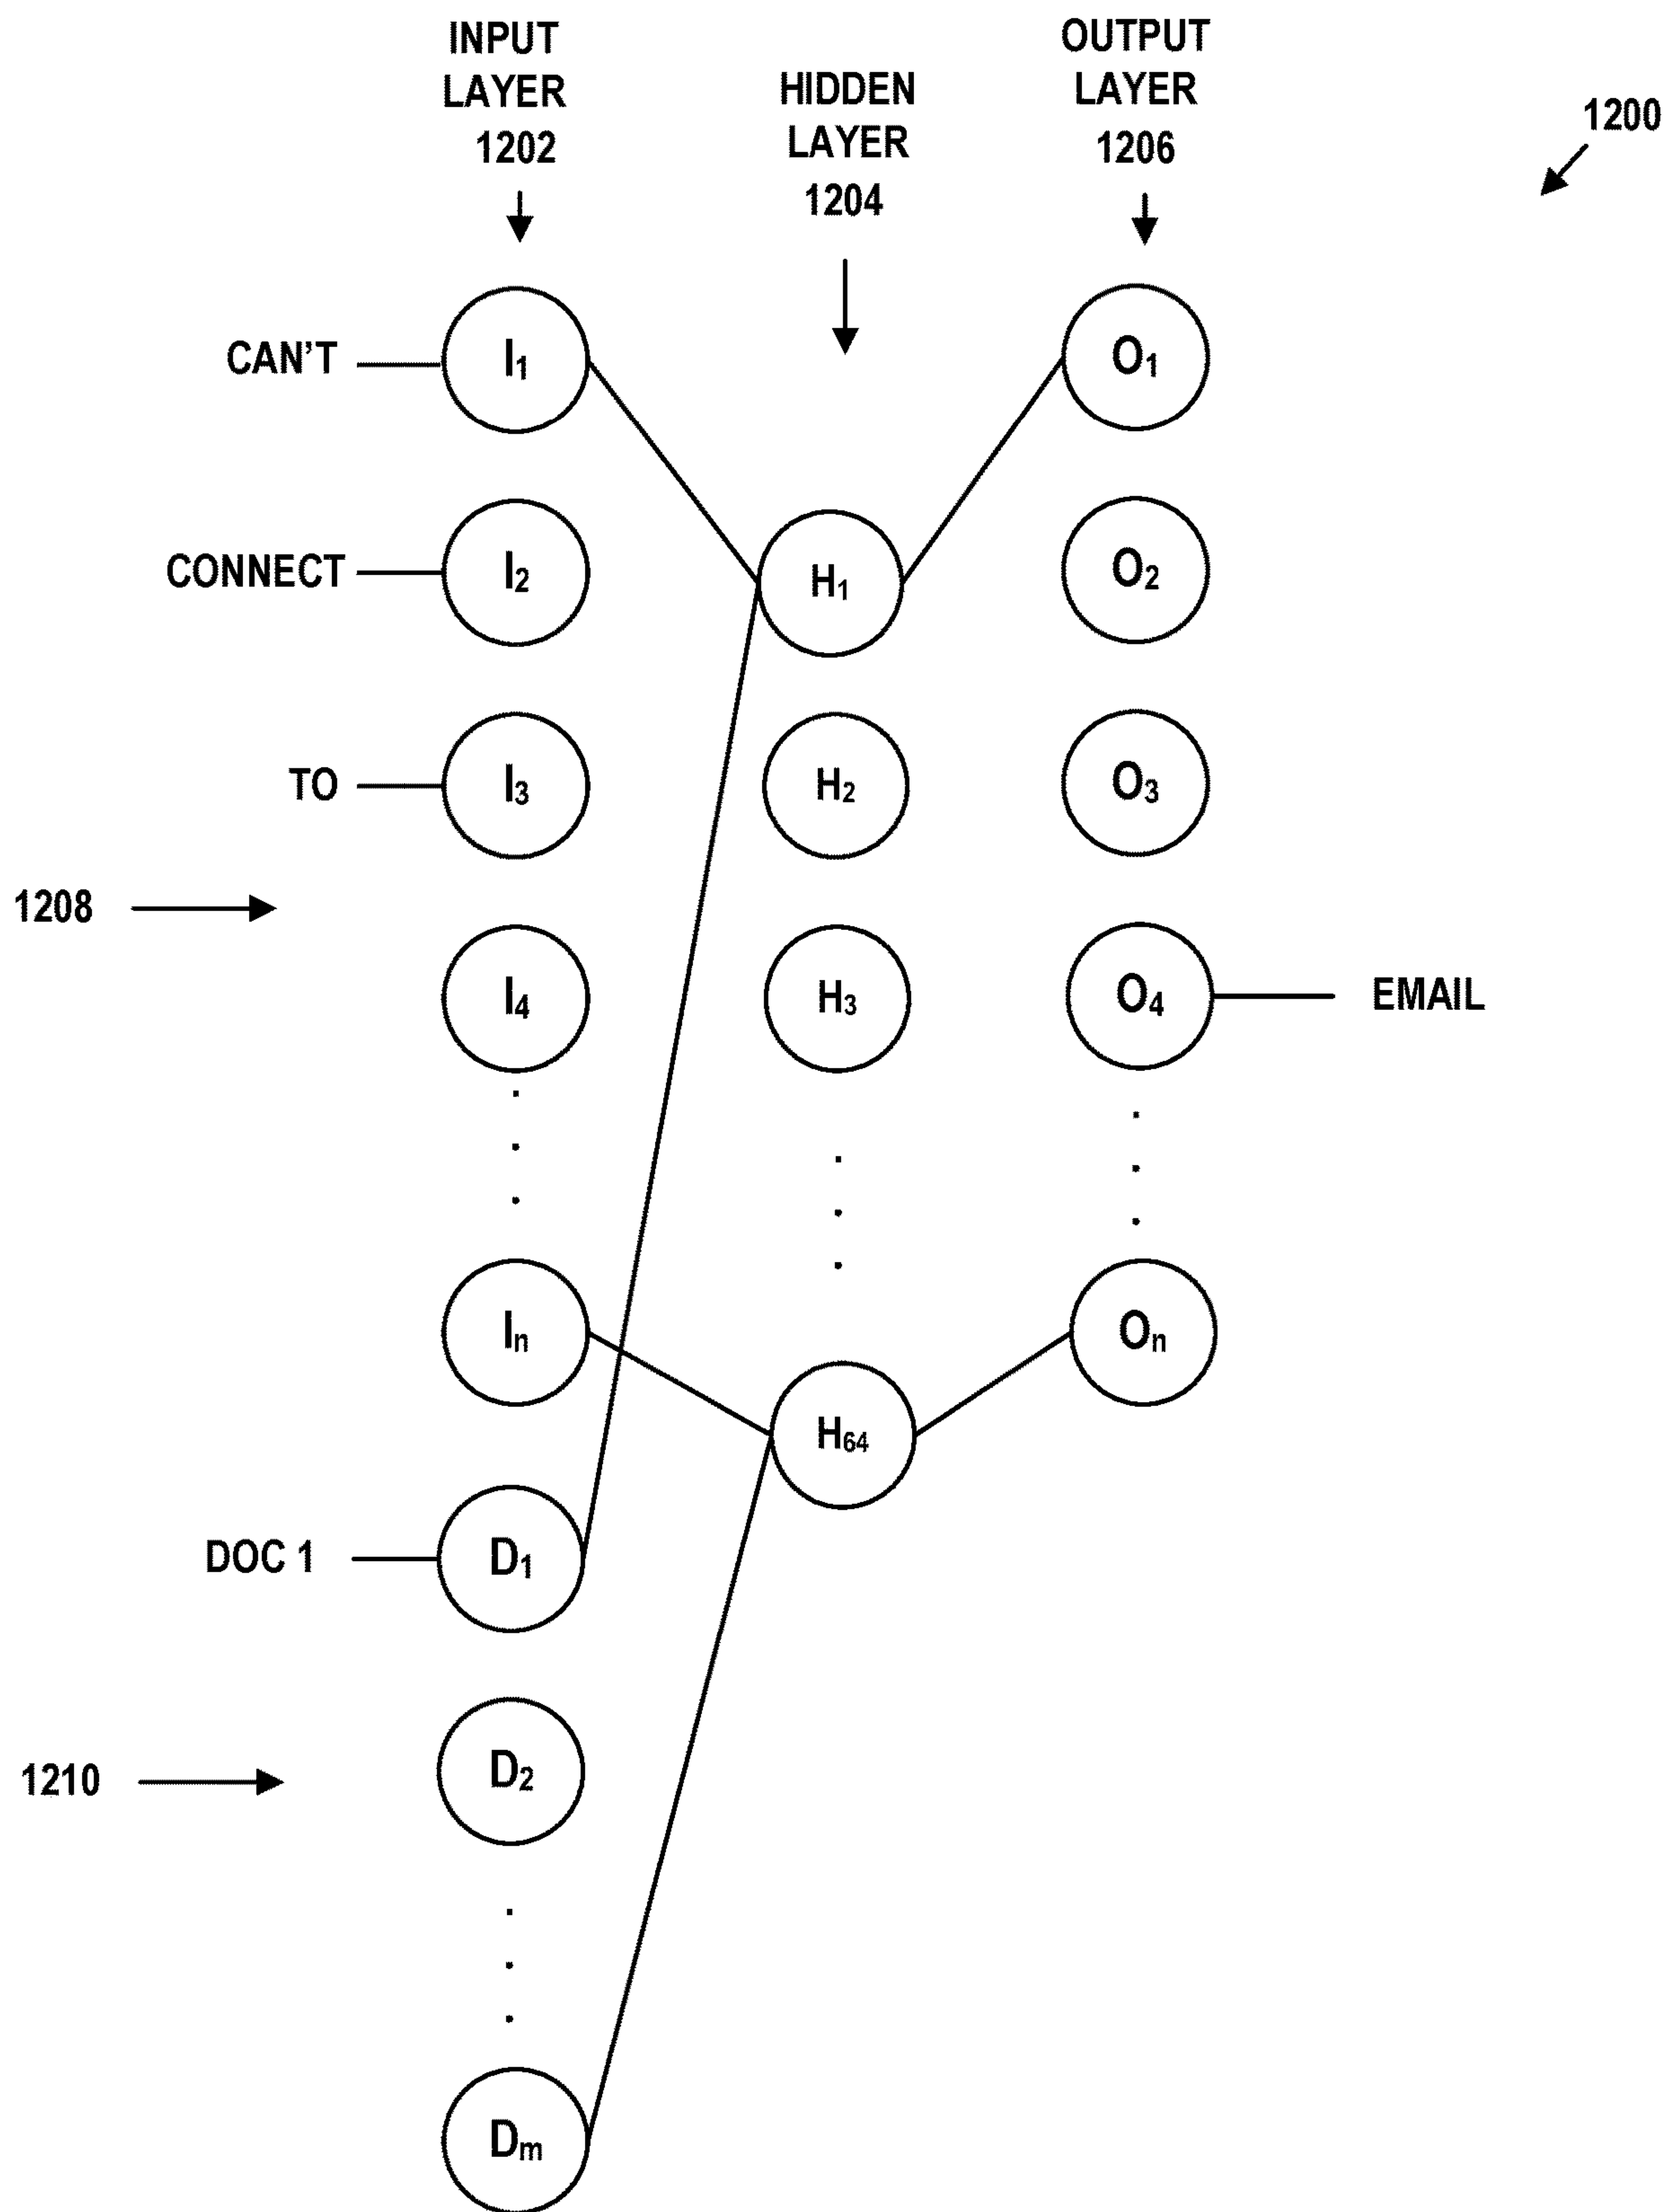 INPUT
LAYER
1202
HIDDEN
LAYER
1204
OUTPUT
LAYER
1206
1200
CAN'T
I1
O1
CONNECT
I2
H1
O2
TO
I3
H2
O3
1208
I4
H3
O4
EMAIL
In
On
H64
DOC 1
D1
1210
D2
Dm